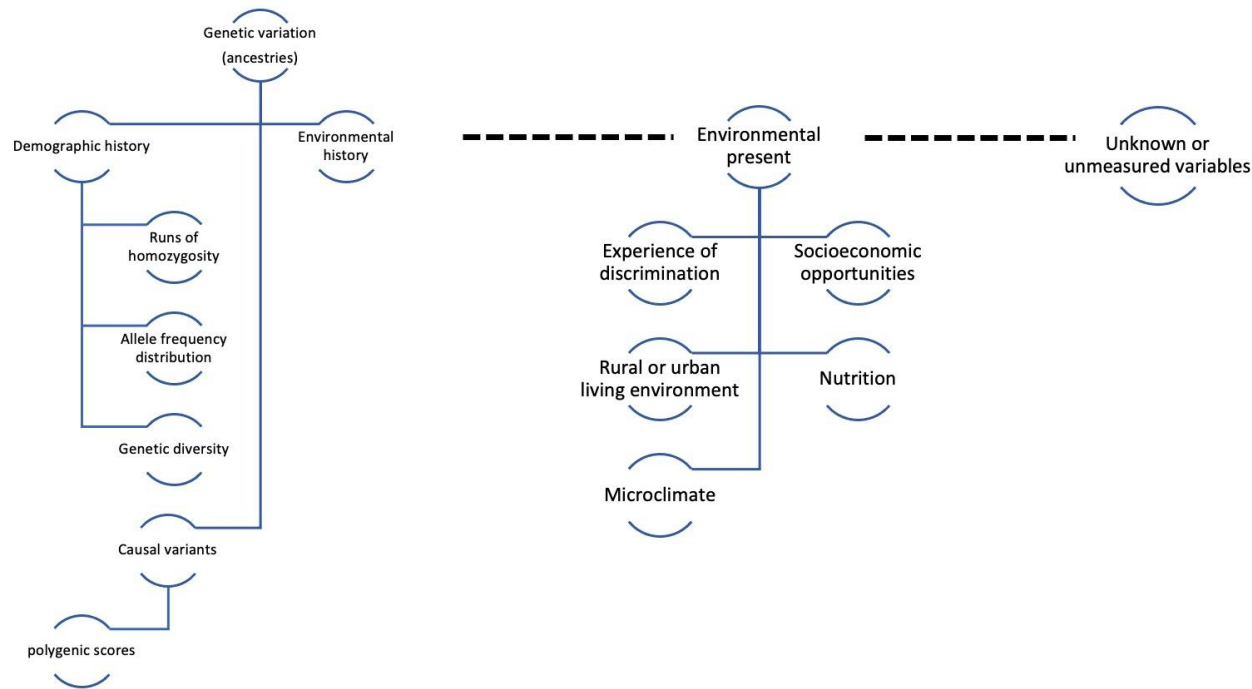 Genetic variation
(ancestries)
Demographic history
Environmental
history
Runs of
homozygosity
Allele frequency
distribution
Genetic diversity
Causal variants
polygenic scores
Environmental
present
Experience of
discrimination
Socioeconomic
opportunities
Rural or urban
living environment
Nutrition
Microclimate
Unknown or
unmeasured variables